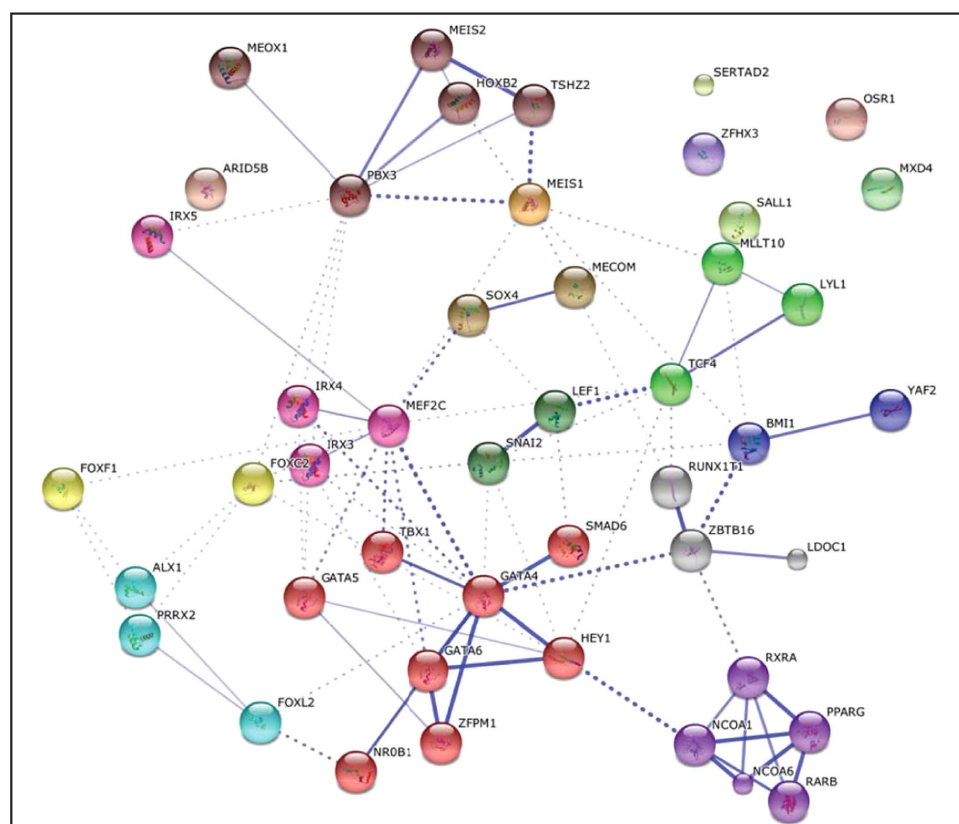 MEIS2
MEOX1
HOXB2
TSHZ2
SERTAD2
OSR1
ZFHX3
ARID5B
PBX3
MEIS1
MXD4
IRX5
SALL1
MLLT10
MECOM
SOX4
LYL1
TCF4
IRX4
MEF2C
LEF1
YAF2
BMI1
IRX3
SNAI2
FOXF1
FOXC2
RUNX1T1
SMAD6
ZBTB16
TBX1
LDOC1
ALX1
GATA5
GATA4
PRRX2
HEY1
GATA6
RXRA
FOXL2
ZFPM1
NCOA1
PPARG
NR0B1
NCOA6
RARB